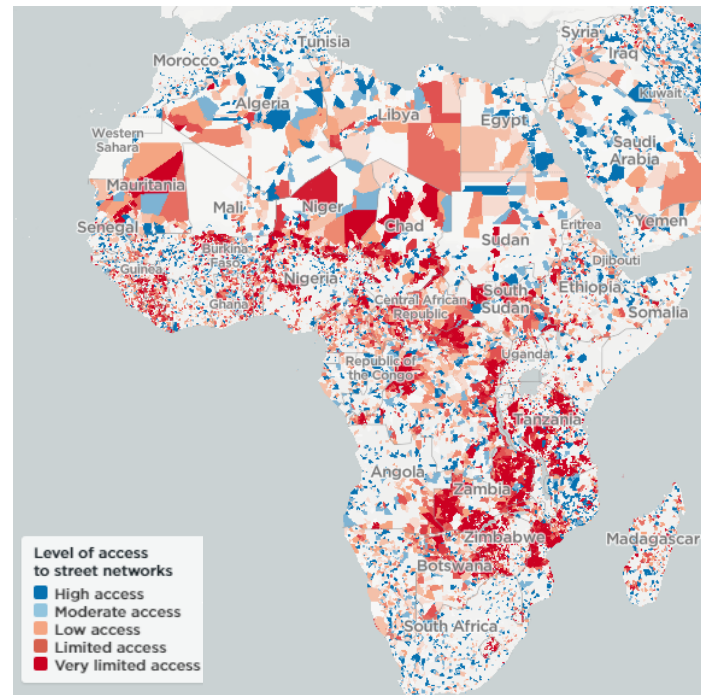 Tunisia
Syria
Morocco
Iraq
Algeria
Libya
Egypt
Kuwait
Western
Sahara
Saudi
Arabia
Mauritania
Mali
Niger
Chad
Sudan
Eritrea
Yemen
Senegal
Burkina
Faso
Djibouti
Guinea
Ghana
Nigeria
Central African
Republic
South
Sudan
Ethiopia
Somalia
Uganda
Republic of
the Congo
Tanzania
Angola
Zambia
Zimbabwe
Madagascar
Botswana
South Africa
Level of access
to street networks
High access
Moderate access
Low access
Limited access
Very limited access